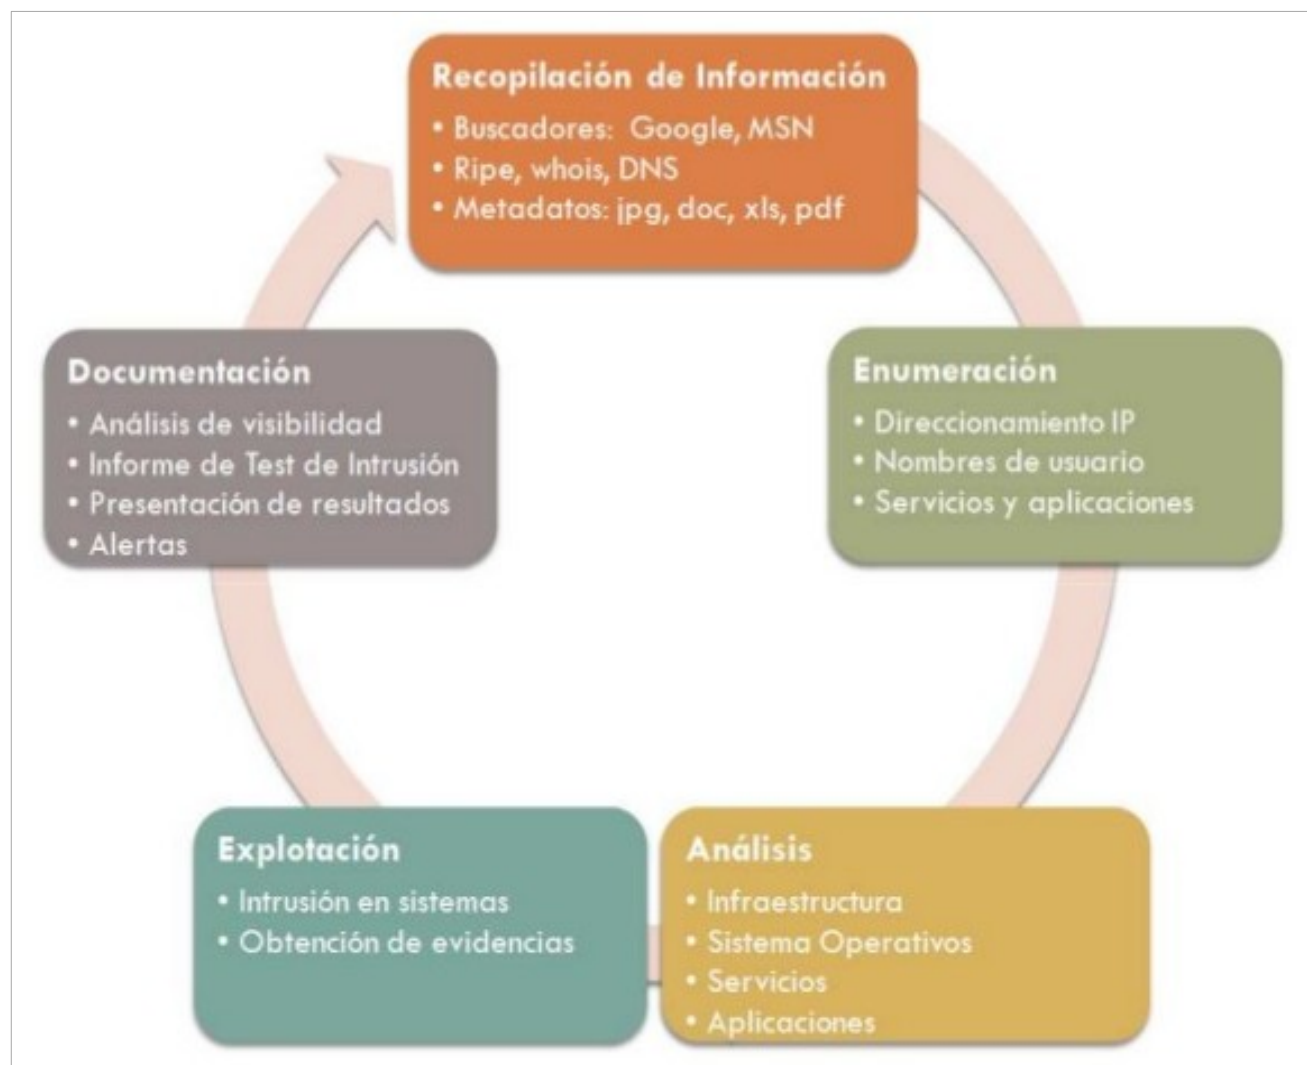 Recopilación de Información
• Buscadores: Google, MSN
• Ripe, whois, DNS
• Metadatos: jpg, doc, xls, pdf
Enumeración
• Direccionamiento IP
• Nombres de usuario
• Servicios y aplicaciones
Análisis
• Infraestructura
• Sistema Operativos
• Servicios
• Aplicaciones
Explotación
• Intrusión en sistemas
• Obtención de evidencias
Documentación
• Análisis de visibilidad
• Informe de Test de Intrusión
• Presentación de resultados
• Alertas